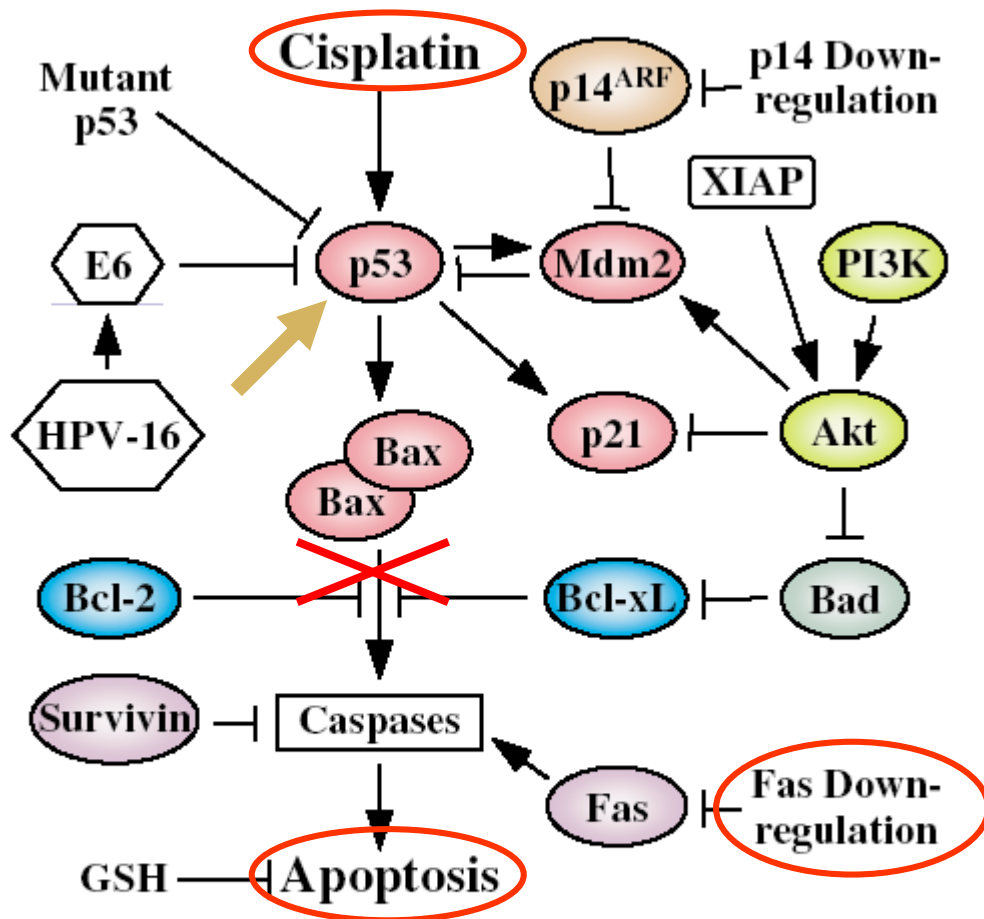 Cisplatin
Mutant
p53
p14ARF
p14 Down-
regulation
XIAP
E6
p53
Mdm2
PI3K
HPV-16
Bax
Bax
p21
Akt
Bcl-2
Bcl-xL
Bad
Survivin
Caspases
Fas
Fas Down-
regulation
GSH
Apoptosis